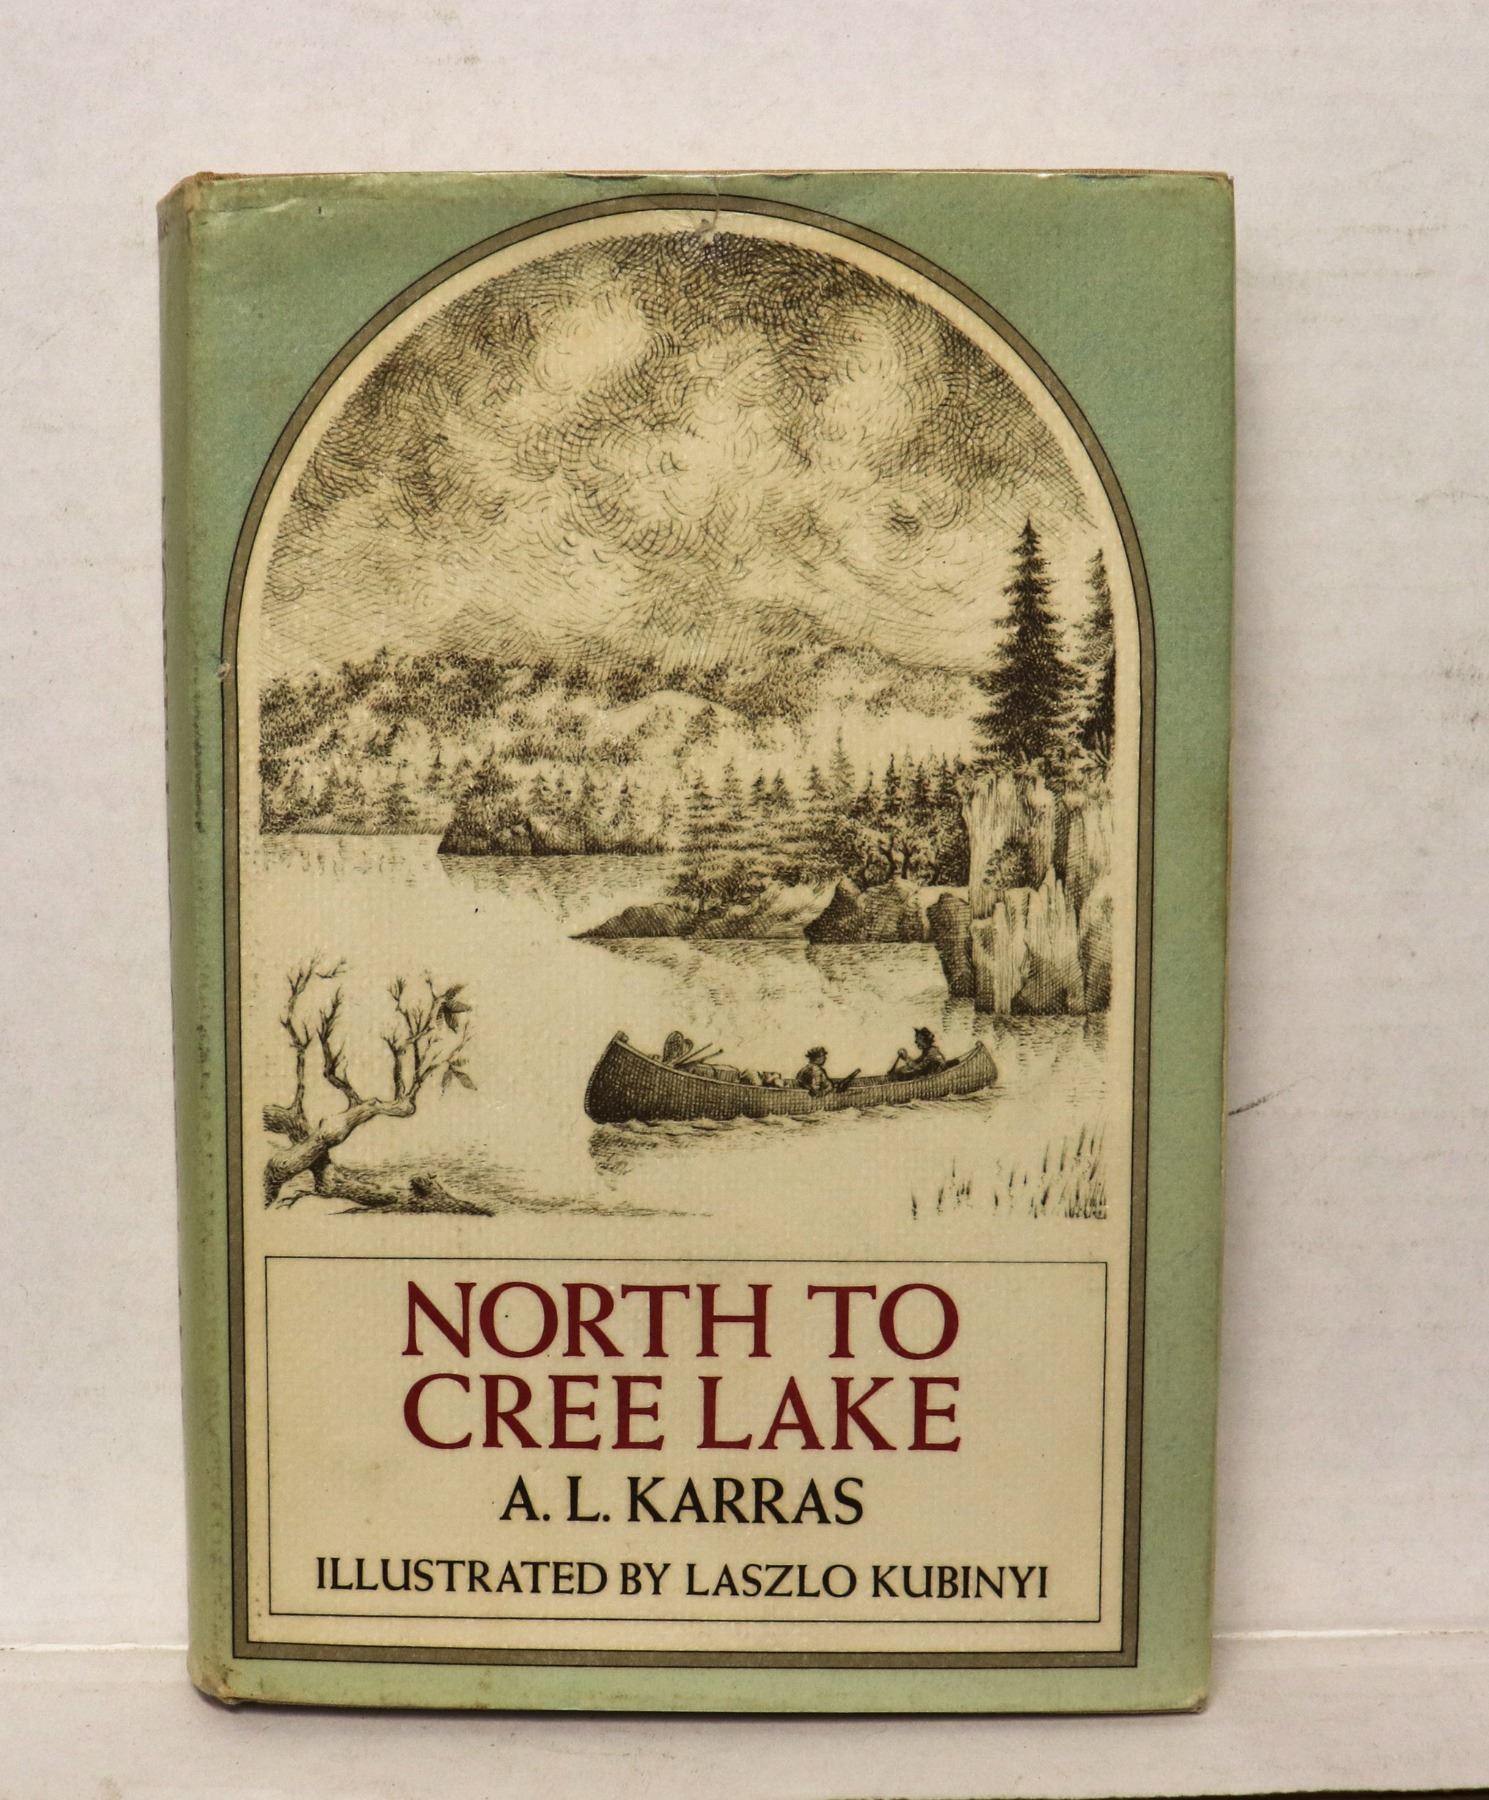 NORTH TO
CREE LAKE
A. L. KARRAS
ILLUSTRATED BY LASZLO KUBINYI